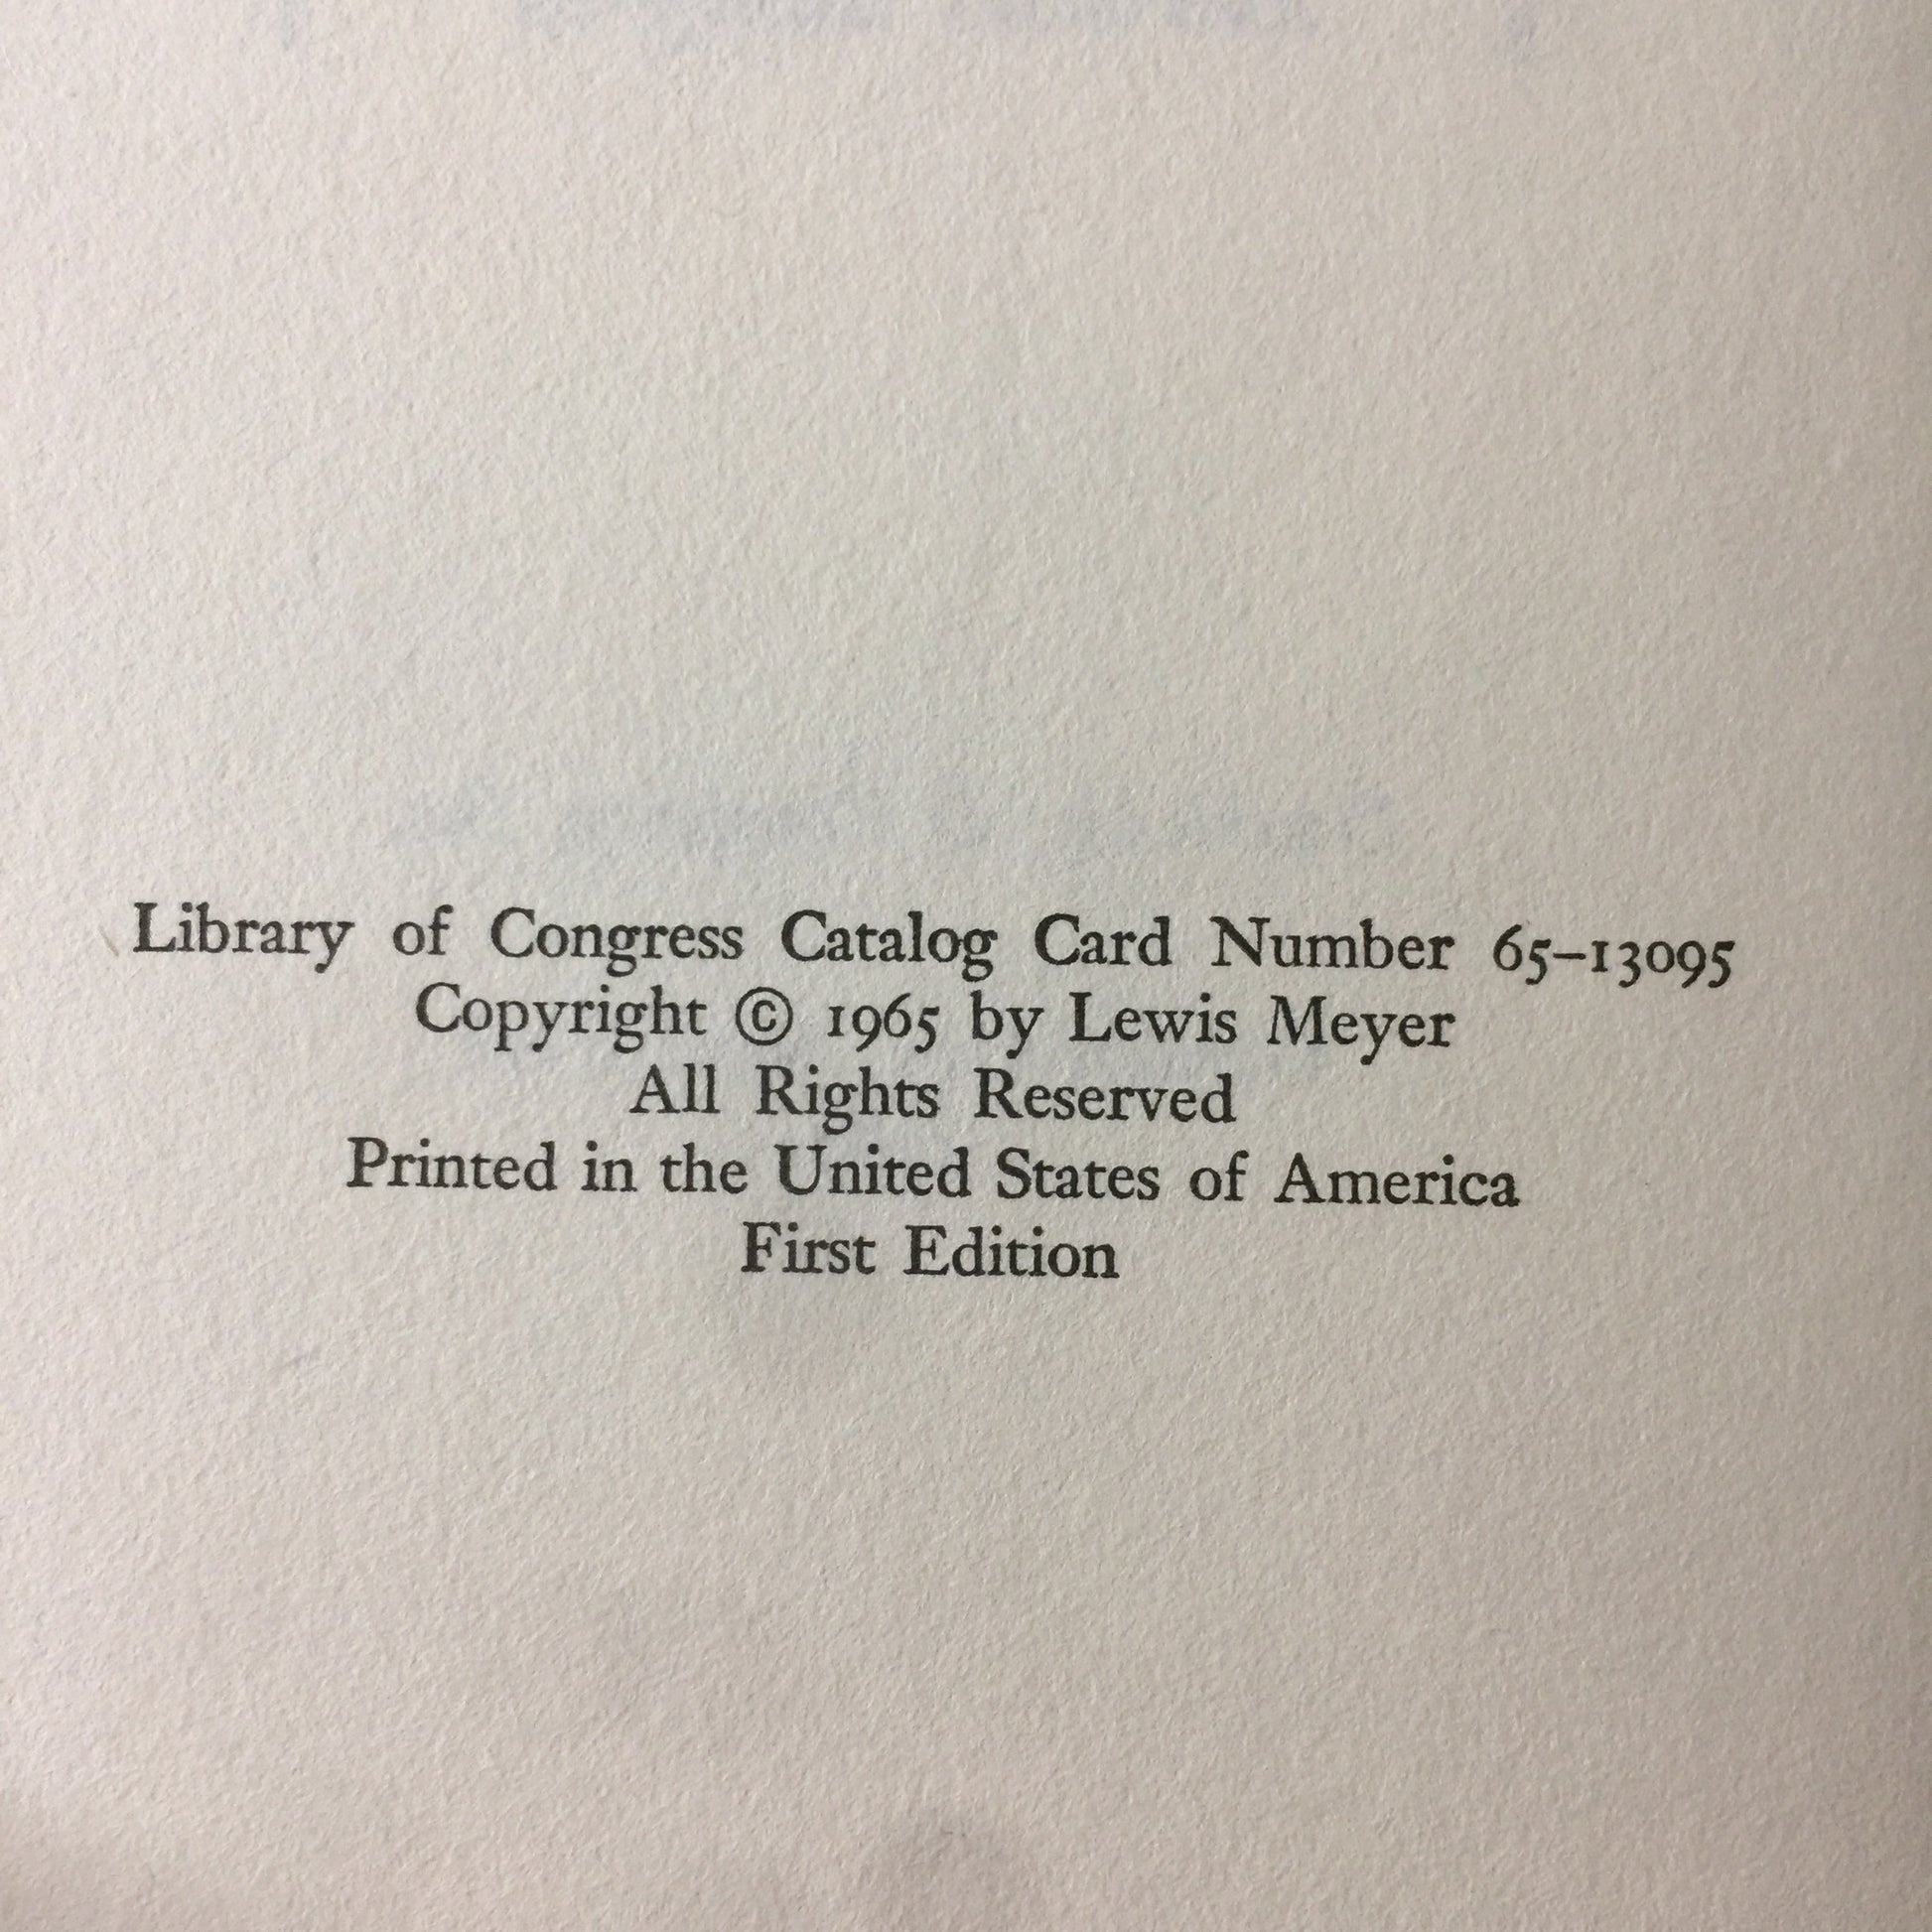 Library of Congress Catalog Card Number 65–13095
Copyright © 1965 by Lewis Meyer
All Rights Reserved
Printed in the United States of America
First Edition